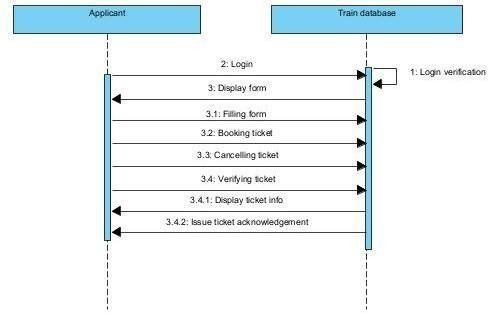 Applicant
Train database
2: Login
1: Login verification
3: Display form
3.1: Filling form
3.2: Booking ticket
3.3: Cancelling ticket
3.4: Verifying ticket
3.4.1: Display ticket info
3.4.2: Issue ticket acknowledgement